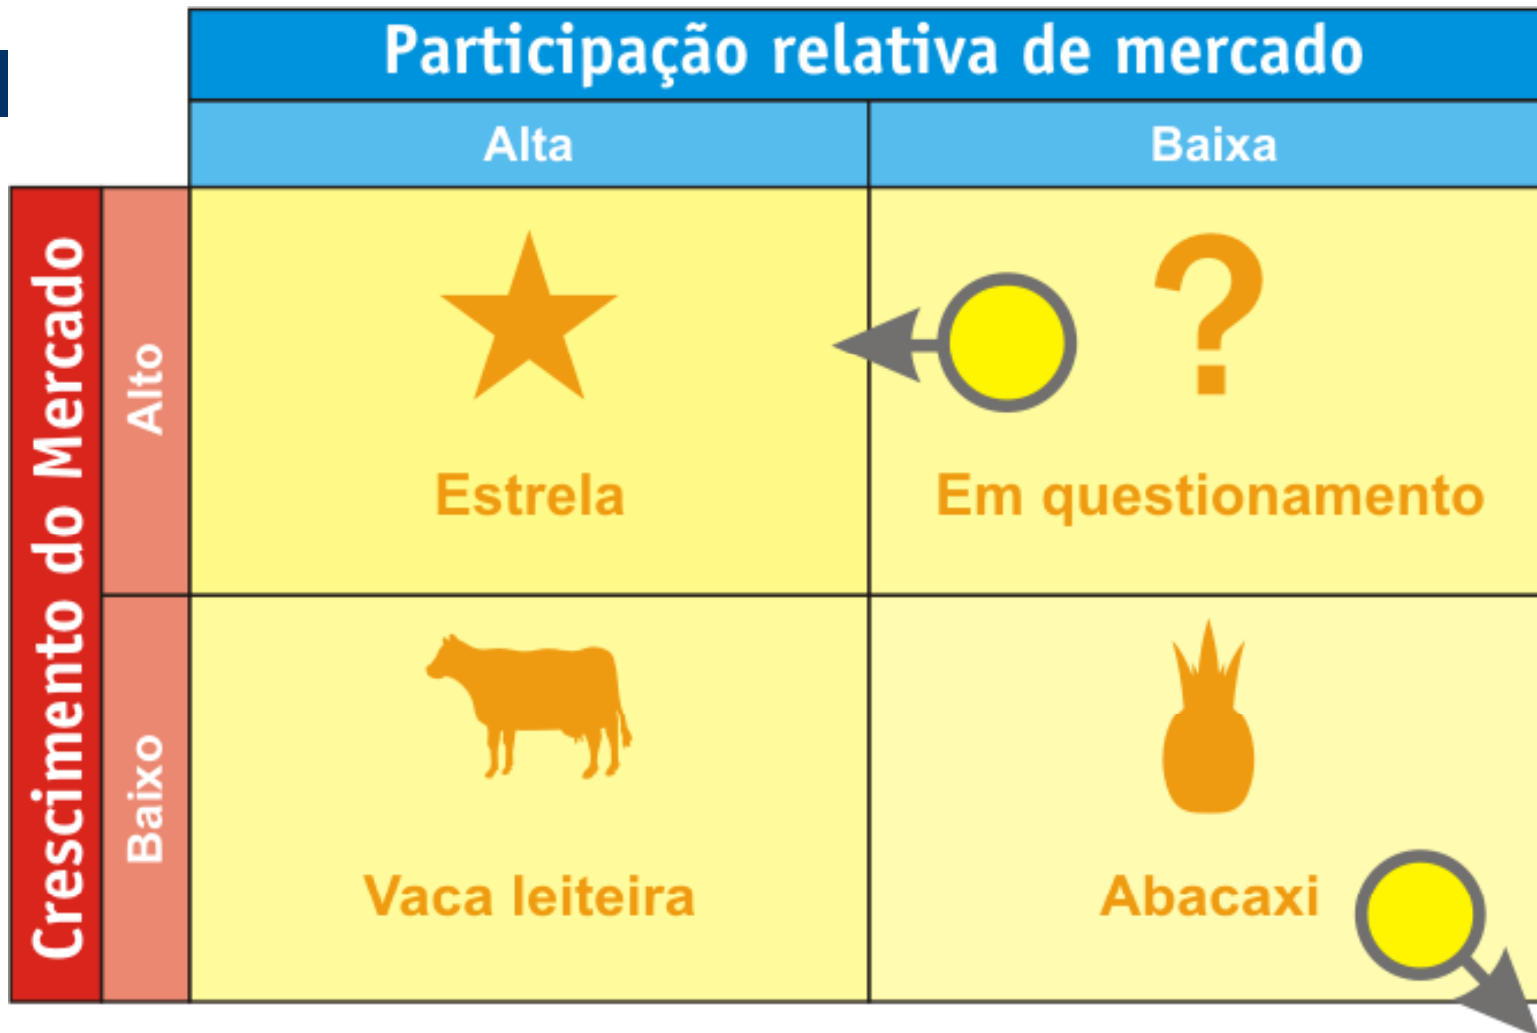 Participação relativa de mercado
Alta
Baixa
Crescimento do Mercado
Alto
?
Estrela
Em questionamento
Baixo
Vaca leiteira
Abacaxi